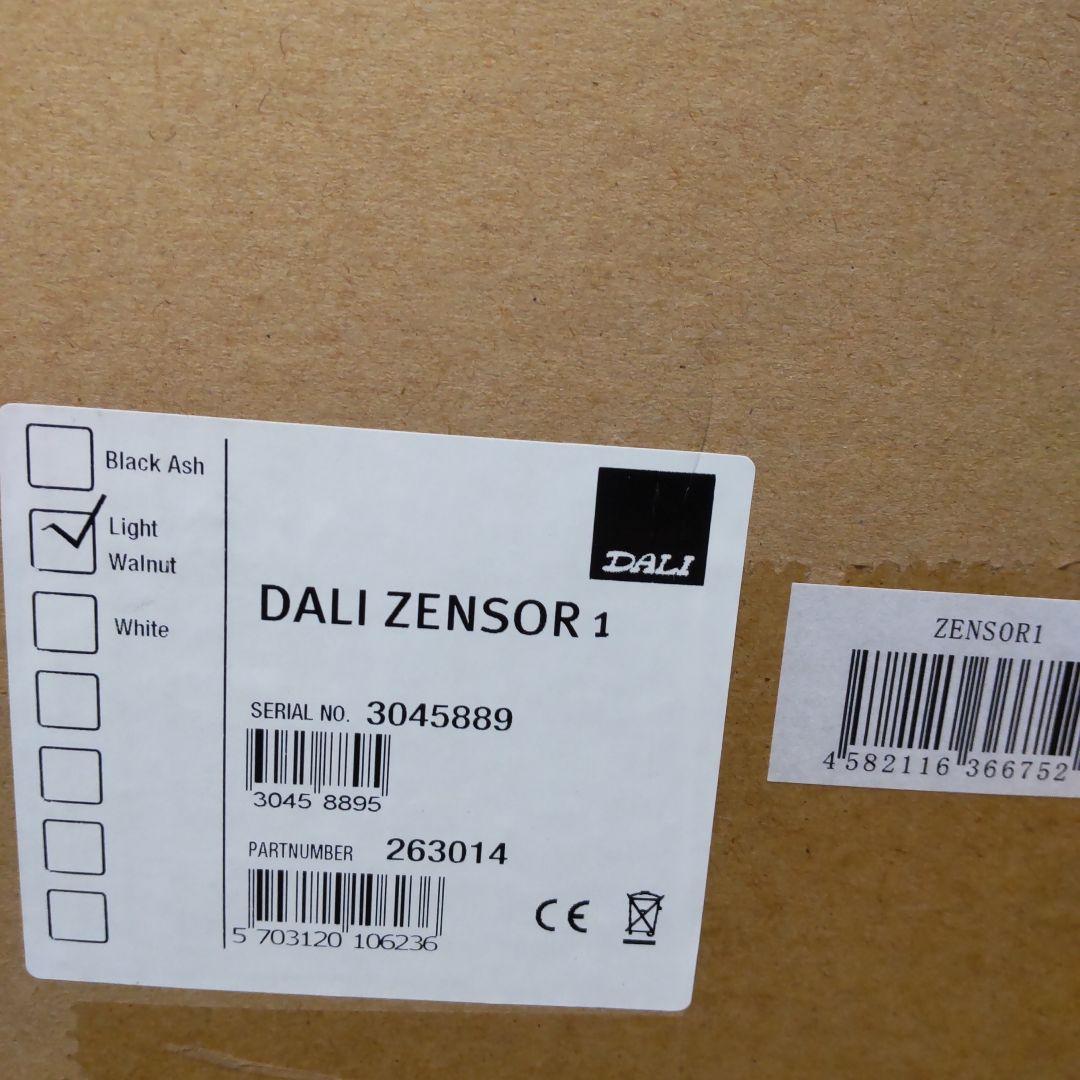 Black Ash
Light
Walnut
White
DALI
DALI ZENSOR 1
SERIAL NO. 3045889
3045 8895
PARTNUMBER 263014
5 703120 106236
CE
ZENSOR1
4 582116 366752